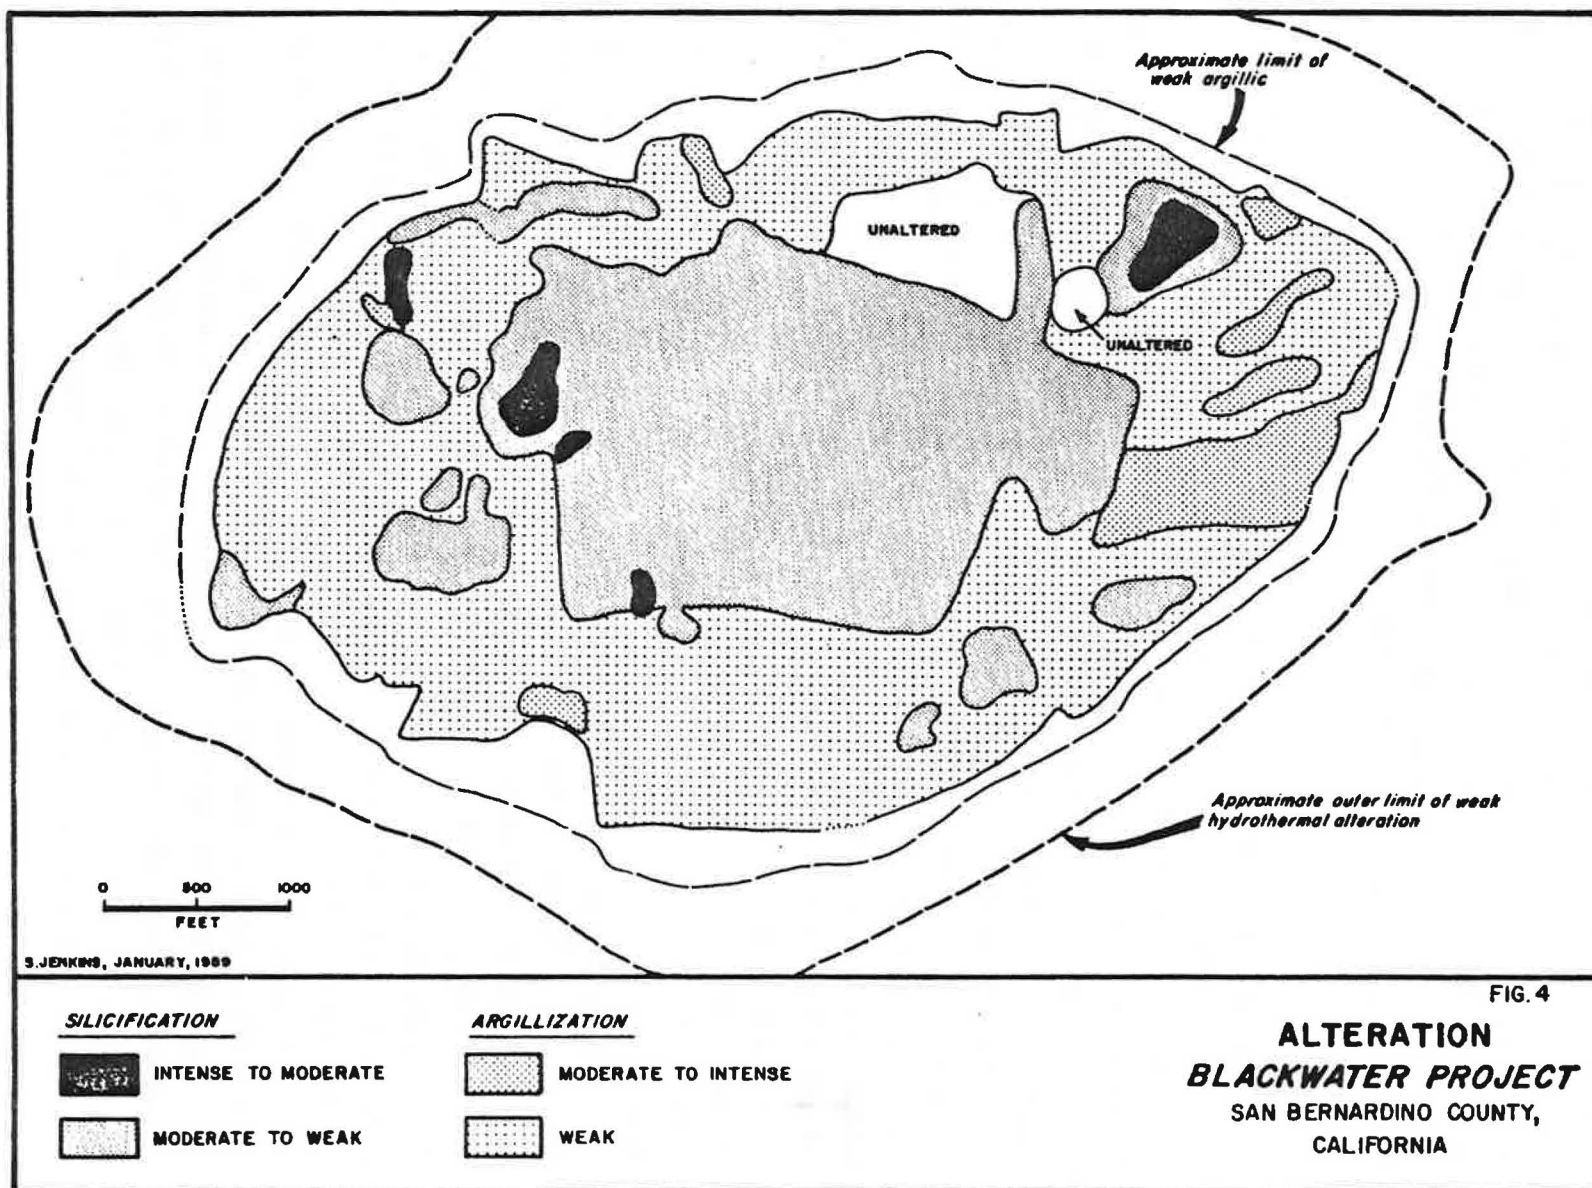 Approximate limit of
weak argillic
UNALTERED
UNALTERED
Approximate outer limit of weak
hydrothermal alteration
0 500 1000
FEET
S.JENKINS, JANUARY, 1989
FIG. 4
SILICIFICATION
INTENSE TO MODERATE
MODERATE TO WEAK
ARGILLIZATION
MODERATE TO INTENSE
WEAK
ALTERATION
BLACKWATER PROJECT
SAN BERNARDINO COUNTY,
CALIFORNIA